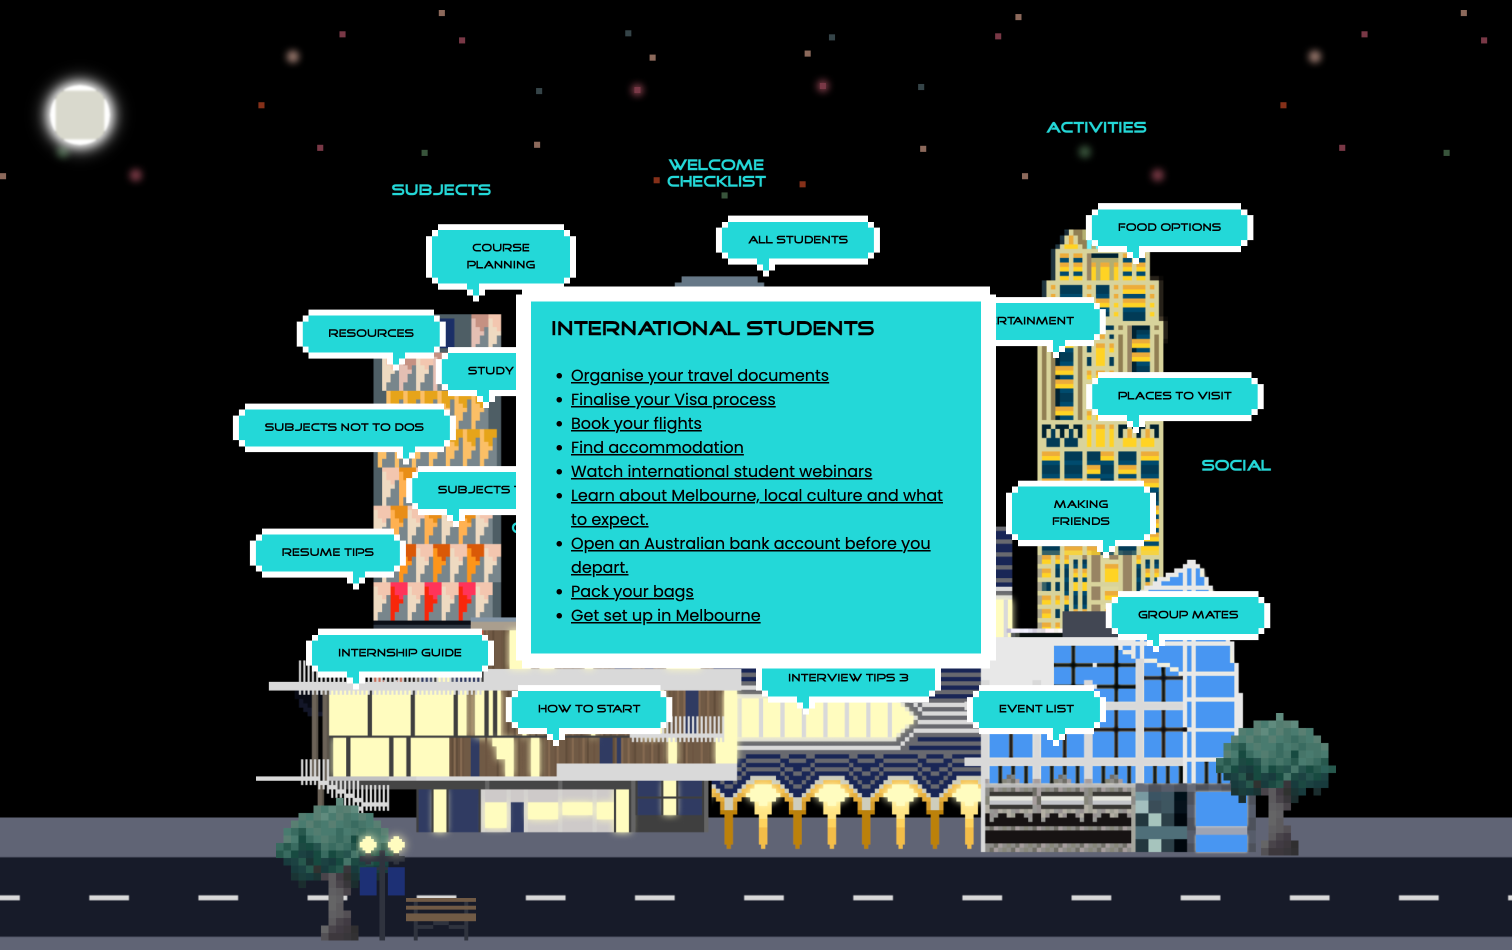 ACTIVITIES
WELCOME
CHECKLIST
SUBJECTS
FOOD OPTIONS
ALL STUDENTS
COURSE
PLANNING
RTAINMENT
INTERNATIONAL STUDENTS
RESOURCES
STUDY
Organise your travel documents
Finalise your Visa process
PLACES TO VISIT
Book your flights
SUBJECTS NOT TO DOS
Find accommodation
SOCIAL
Watch international student webinars
SUBJECTS
Learn about Melbourne, local culture and what
to expect.
MAKING
FRIENDS
Open an Australian bank account before you
depart.
RESUME TIPS
Pack your bags
Get set up in Melbourne
GROUP MATES
INTERNSHIP GUIDE
INTERVIEW TIPS 3
HOW TO START
EVENT LIST